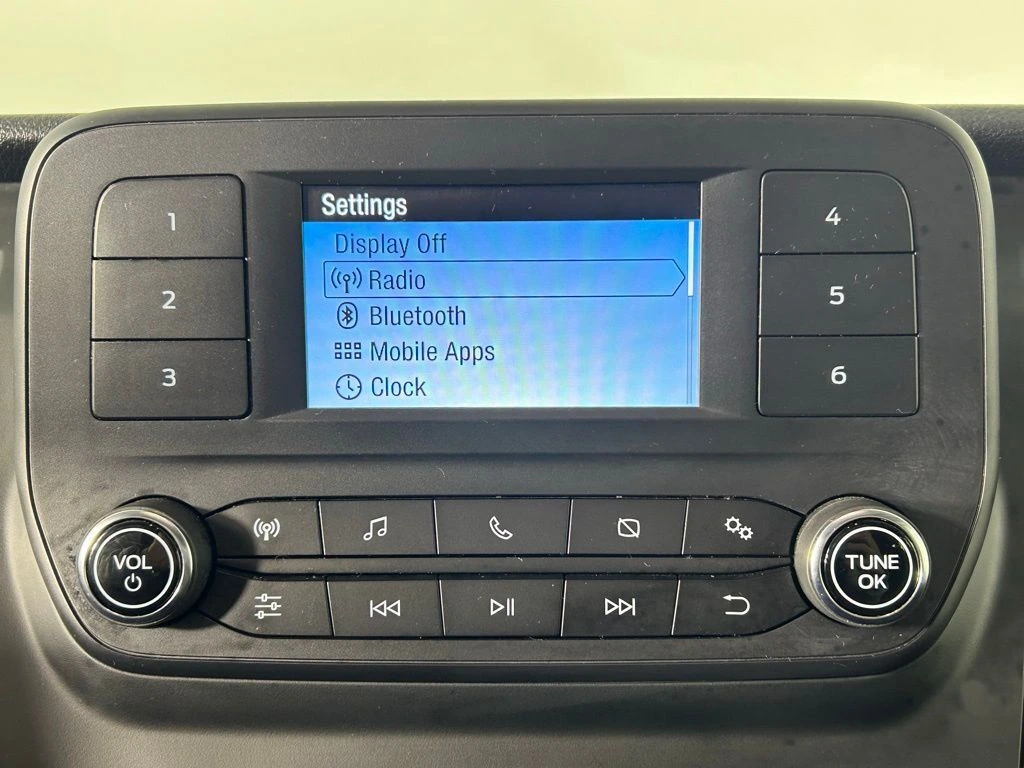 Settings
Display Off
Radio
Bluetooth
Mobile Apps
Clock
1
2
3
4
5
6
VOL
TUNE
OK